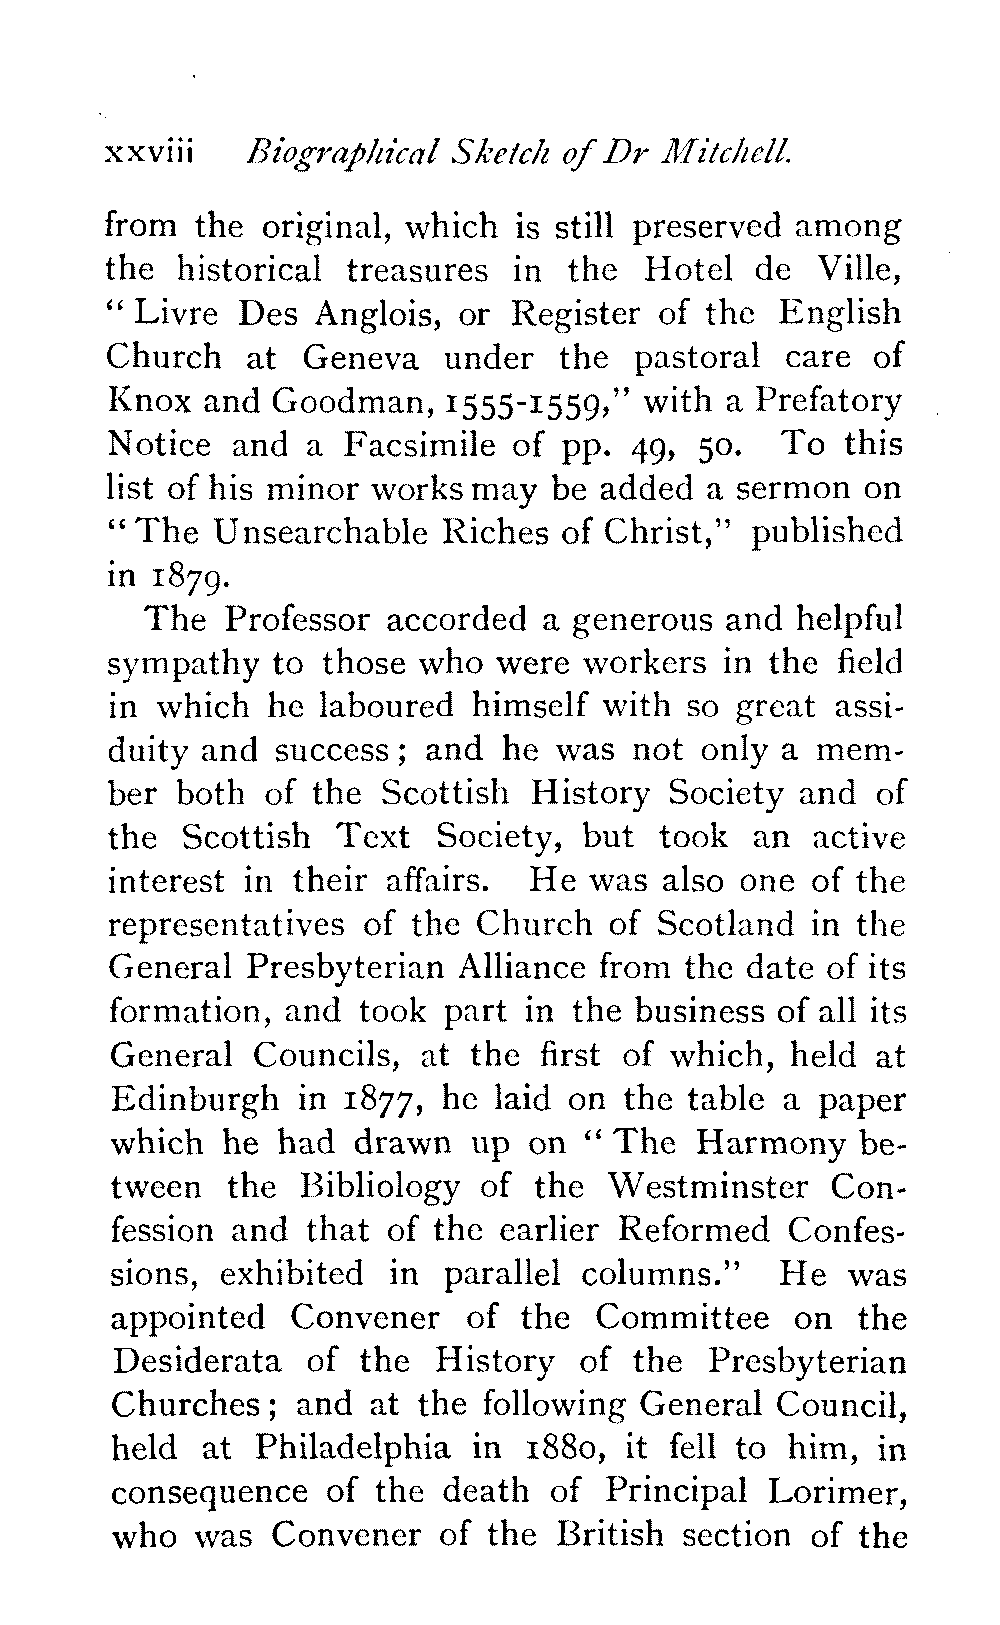 xxviii Biographical Sketch of Dr Mitchell.
from the original, which is still preserved among
the historical treasures in the Hotel de Ville,
“Livre Des Anglois, or Register of the English
Church at Geneva under the pastoral care of
Knox and Goodman, 1555-1559,” with a Prefatory
Notice and a Facsimile of pp. 49, 50. To this
list of his minor works may be added a sermon on
“The Unsearchable Riches of Christ,” published
in 1879.
The Professor accorded a generous and helpful
sympathy to those who were workers in the field
in which he laboured himself with so great assi-
duity and success; and he was not only a mem-
ber both of the Scottish History Society and of
the Scottish Text Society, but took an active
interest in their affairs. He was also one of the
representatives of the Church of Scotland in the
General Presbyterian Alliance from the date of its
formation, and took part in the business of all its
General Councils, at the first of which, held at
Edinburgh in 1877, he laid on the table a paper
which he had drawn up on “The Harmony be-
tween the Bibliology of the Westminster Con-
fession and that of the earlier Reformed Confes-
sions, exhibited in parallel columns.” He was
appointed Convener of the Committee on the
Desiderata of the History of the Presbyterian
Churches; and at the following General Council,
held at Philadelphia in 1880, it fell to him, in
consequence of the death of Principal Lorimer,
who was Convener of the British section of the